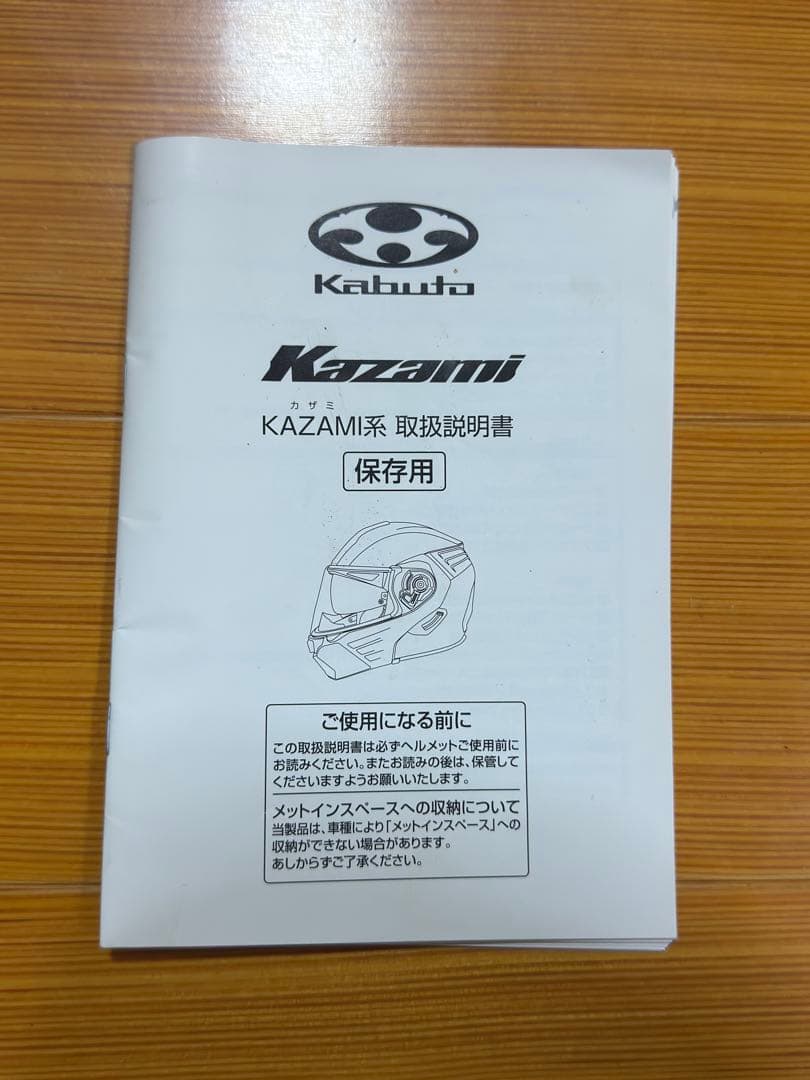 Kabuto
Kazami
カザミ
KAZAMI系 取扱説明書
保存用
ご使用になる前に
この取扱説明書は必ずヘルメットご使用前に
お読みください。またお読みの後は、保管して
くださいますようお願いいたします。
メットインスペースへの収納について
当製品は、車種により「メットインスペース」への
収納ができない場合があります。
あしからずご了承ください。